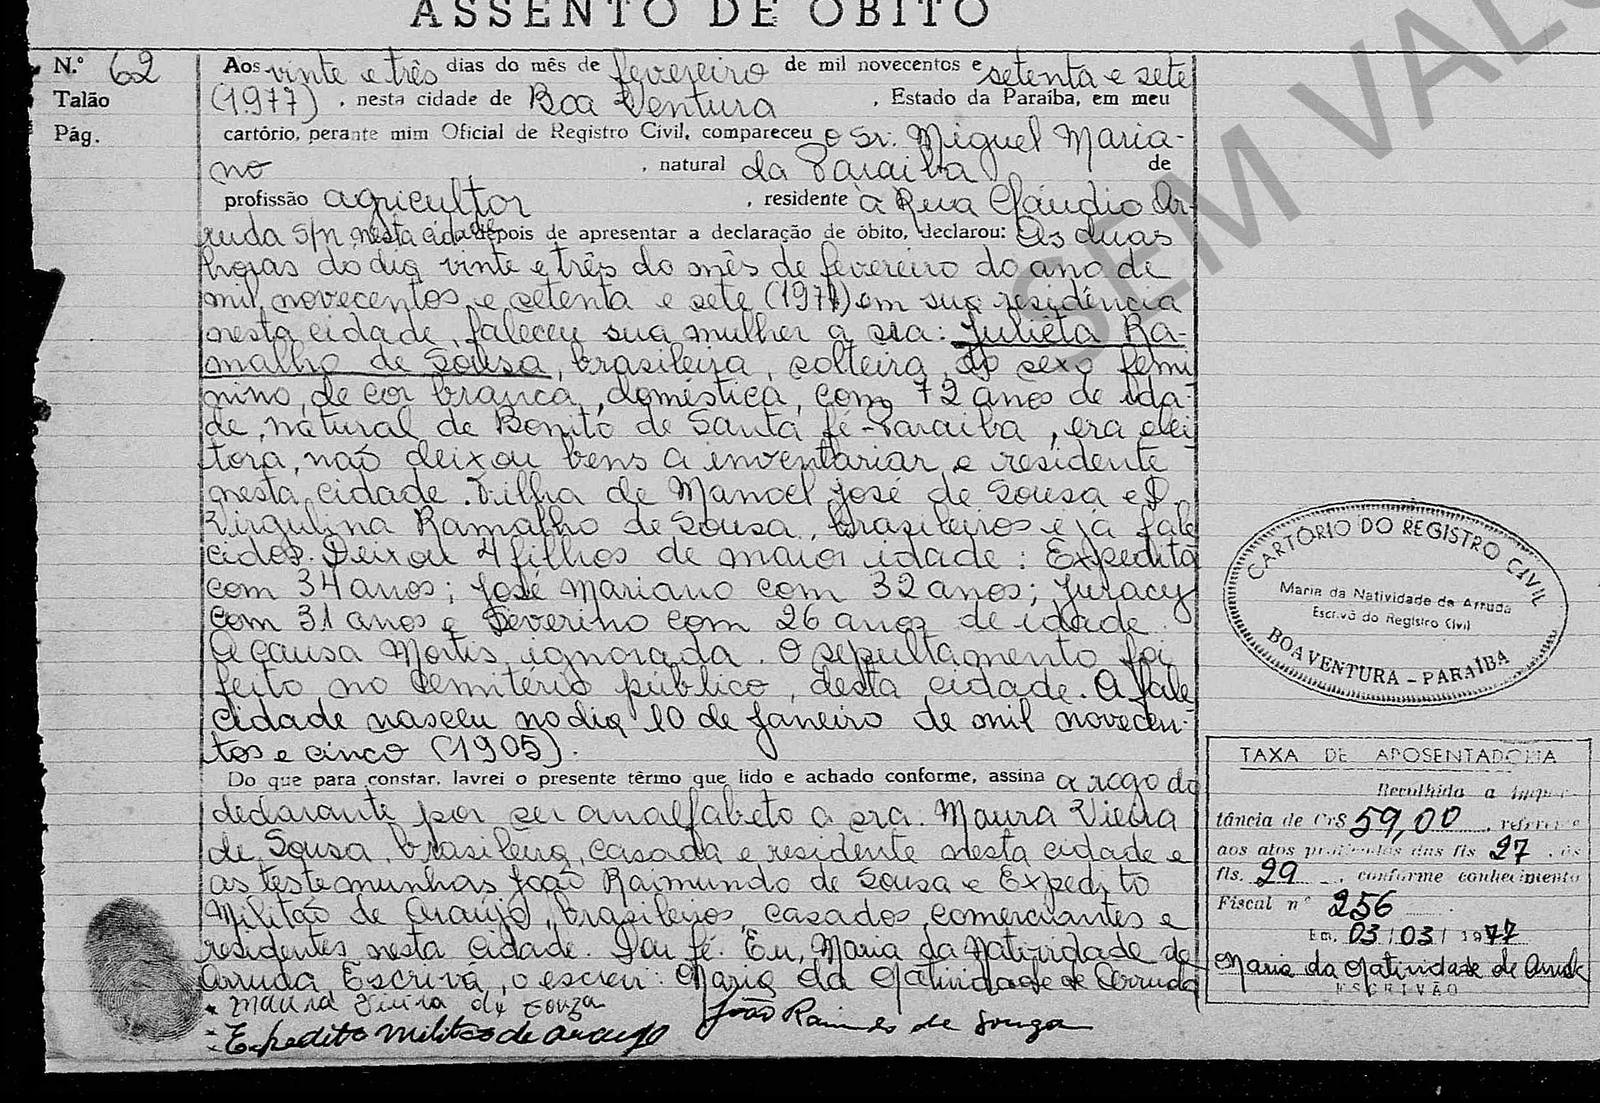 ASSENTO DE ÓBITO
N.º 62
Talão
Pág.
Aos vinte e três dias do mês de fevereiro de mil novecentos e setenta e sete
(1977), nesta cidade de Boa Ventura, Estado da Paraíba, em meu
cartório, perante mim Oficial de Registro Civil, compareceu o Sr: Miguel Maria-
no, natural da Paraiba de
profissão agricultor, residente à Rua Cláudio Ar-
ruda S/n nesta cidade depois de apresentar a declaração de óbito, declarou: As duas
horas do dia vinte e três do mês de fevereiro do ano de
mil novecentos e setenta e sete (1977) em sua residência
nesta cidade, faleceu sua mulher a sra: Julieta Ra-
malho de Sousa, brasileira, solteira, do sexo femi
nino, de cor branca, doméstica, com 72 anos de ida-
de, natural de Bonito de Santa fé-Paraiba, era elei
tora, não deixou bens a inventariar e residente
nesta cidade. Filha de Manoel José de Sousa e D.
Virgulina Ramalho de Sousa, brasileiros e já fale
cidos. Deixou 4 filhos de maior idade: Expedita
com 34 anos; José Mariano com 32 anos; Juracy
com 31 anos e Severino com 26 anos de idade.
A causa Mortis ignorada. O sepultamento foi
feito no cemitério público, desta cidade. A fale
cidade nasceu no dia 10 de Janeiro de mil novecen-
tos e cinco (1905).
Do que para constar, lavrei o presente têrmo que lido e achado conforme, assina a rogo do
declarante por ser analfabeto a sra. Maura Vieira
de Sousa, brasileira, casada e residente nesta cidade e
as testemunhas João Raimundo de Sousa e Expedito
Militão de Araújo, brasileiros, casados, comerciantes e
residentes nesta cidade. Dou fé. Eu, Maria da Natividade de
Arruda, Escrivã, o escrevi: Maria da Natividade de Arruda
Maura Vieira de Souza
João Raimundo de Souza
Expedito Militão de Araujo
CARTÓRIO DO REGISTRO CIVIL
Maria da Natividade de Arruda
Escrivã do Registro Civil
BOAVENTURA - PARAÍBA
TAXA DE APOSENTADORIA
Recolhida a impor-
tância de Cr$ 59,00, referente
aos atos praticados das fls 27, às
fls. 29, conforme conhecimento
Fiscal nº 256
Em, 03/03/1977
Maria da Natividade de Arruda
ESCRIVÃO
SEM VALO